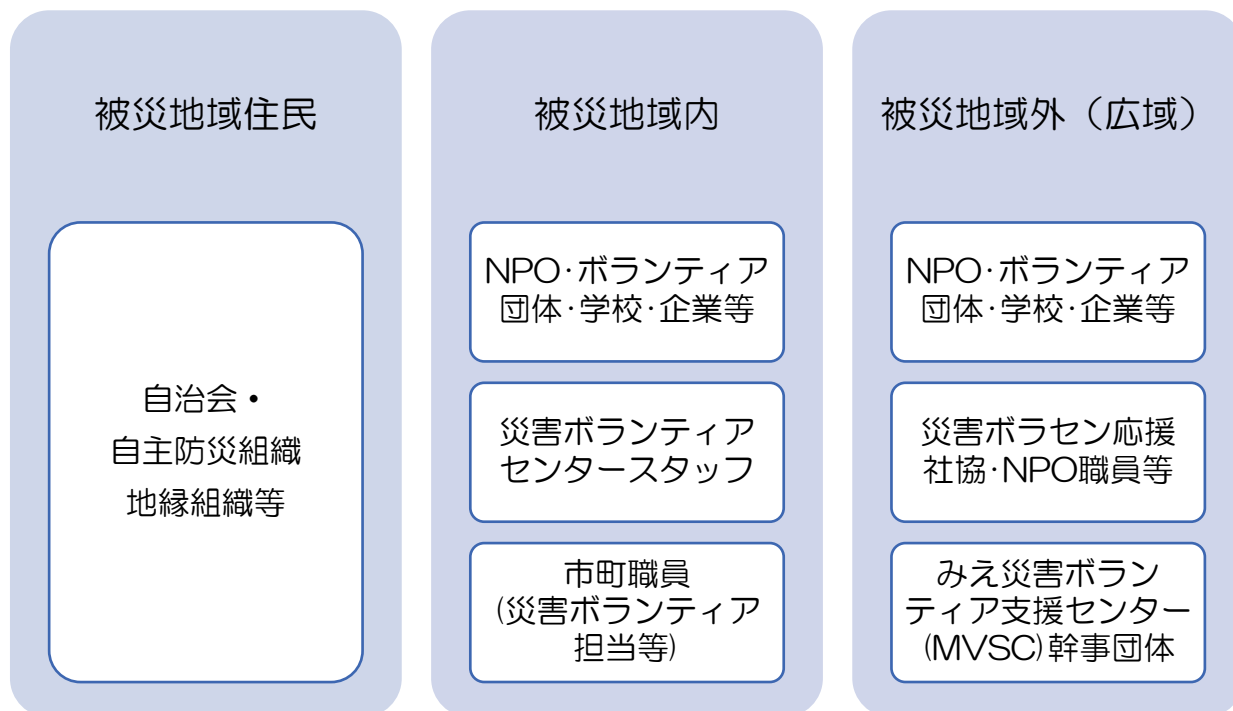 被災地域住民
自治会・
自主防災組織
地縁組織等
被災地域内
NPO･ボランティア
団体･学校･企業等
災害ボランティア
センタースタッフ
市町職員
(災害ボランティア
担当等)
被災地域外（広域）
NPO･ボランティア
団体･学校･企業等
災害ボラセン応援
社協･NPO職員等
みえ災害ボラン
ティア支援センター
(MVSC)幹事団体